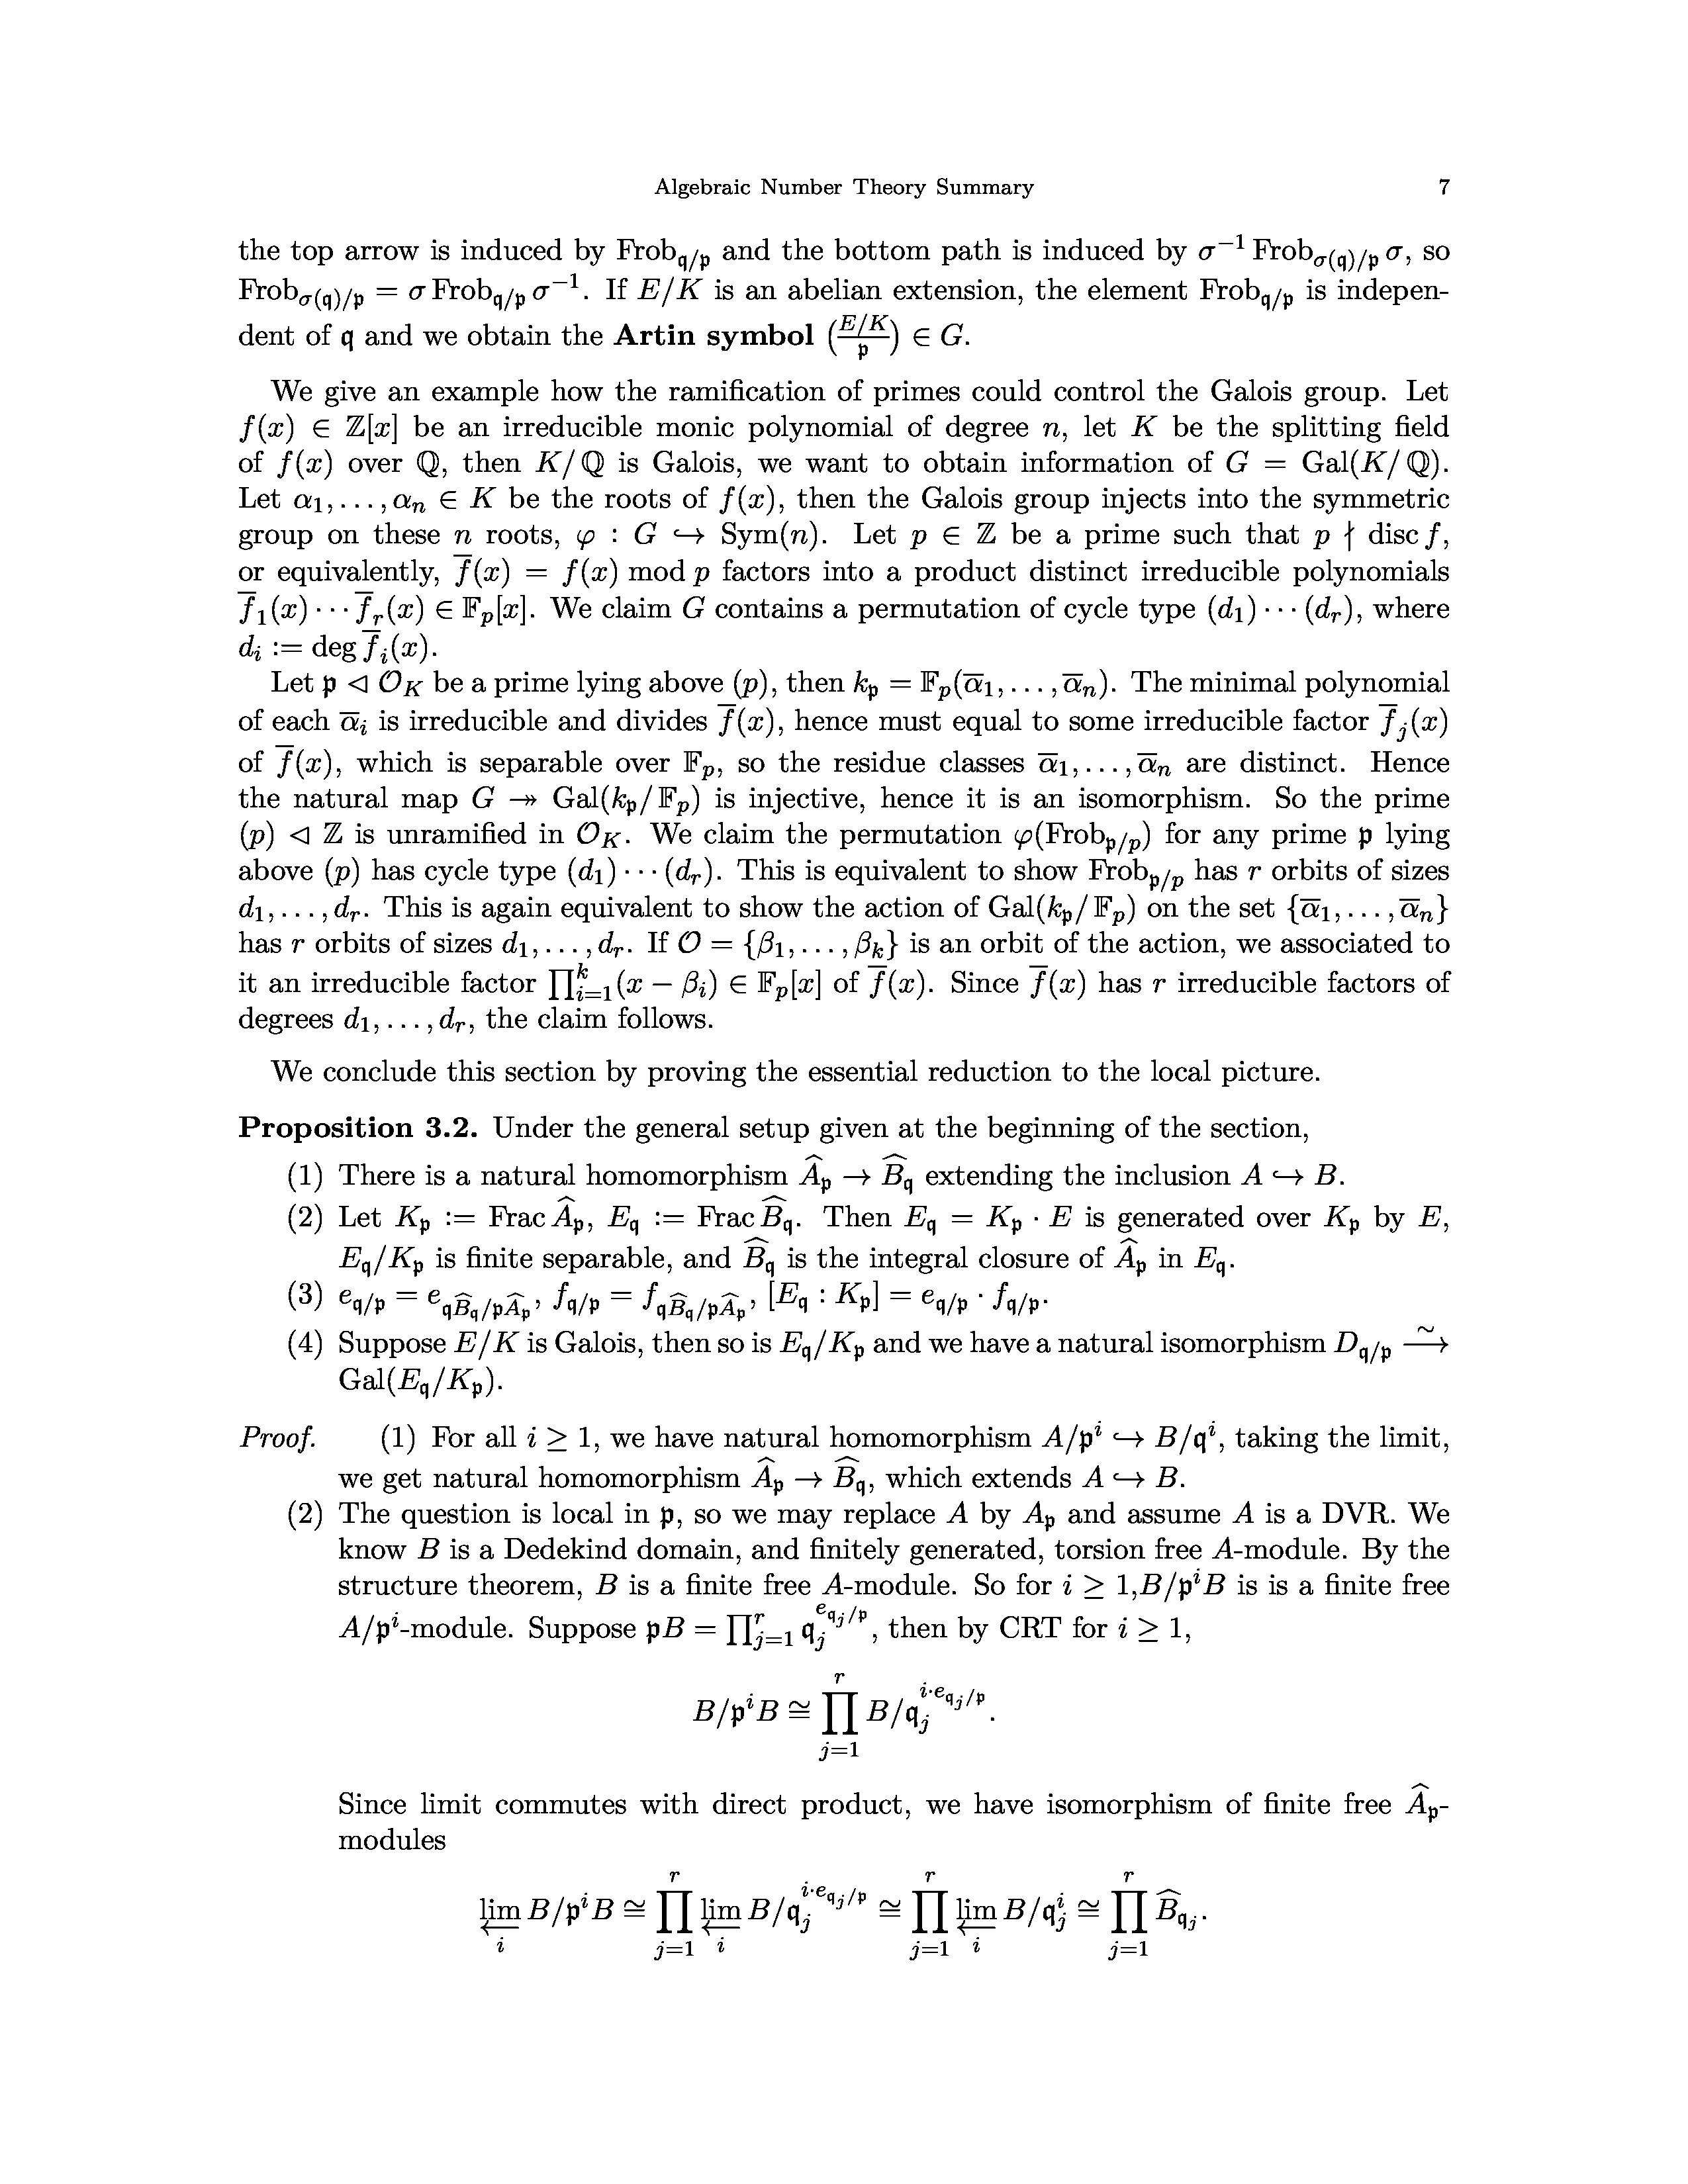 Algebraic Number Theory Summary 7
the top arrow is induced by $\mathrm{Frob}_{\mathfrak{q}/\mathfrak{p}}$ and the bottom path is induced by $\sigma^{-1}\,\mathrm{Frob}_{\sigma(\mathfrak{q})/\mathfrak{p}}\,\sigma$, so
$\mathrm{Frob}_{\sigma(\mathfrak{q})/\mathfrak{p}} = \sigma\,\mathrm{Frob}_{\mathfrak{q}/\mathfrak{p}}\,\sigma^{-1}$. If $E/K$ is an abelian extension, the element $\mathrm{Frob}_{\mathfrak{q}/\mathfrak{p}}$ is indepen-
dent of $\mathfrak{q}$ and we obtain the **Artin symbol** $\left(\frac{E/K}{\mathfrak{p}}\right) \in G$.
We give an example how the ramification of primes could control the Galois group. Let
$f(x) \in \mathbb{Z}[x]$ be an irreducible monic polynomial of degree $n$, let $K$ be the splitting field
of $f(x)$ over $\mathbb{Q}$, then $K/\mathbb{Q}$ is Galois, we want to obtain information of $G = \mathrm{Gal}(K/\mathbb{Q})$.
Let $\alpha_1, \ldots, \alpha_n \in K$ be the roots of $f(x)$, then the Galois group injects into the symmetric
group on these $n$ roots, $\varphi : G \hookrightarrow \mathrm{Sym}(n)$. Let $p \in \mathbb{Z}$ be a prime such that $p \nmid \mathrm{disc} f$,
or equivalently, $\overline{f}(x) = f(x) \bmod p$ factors into a product distinct irreducible polynomials
$\overline{f}_1(x) \cdots \overline{f}_r(x) \in \mathbb{F}_p[x]$. We claim $G$ contains a permutation of cycle type $(d_1) \cdots (d_r)$, where
$d_i := \deg \overline{f}_i(x)$.
Let $\mathfrak{p} \lhd \mathcal{O}_K$ be a prime lying above $(p)$, then $k_\mathfrak{p} = \mathbb{F}_p(\overline{\alpha}_1, \ldots, \overline{\alpha}_n)$. The minimal polynomial
of each $\overline{\alpha}_i$ is irreducible and divides $\overline{f}(x)$, hence must equal to some irreducible factor $\overline{f}_j(x)$
of $\overline{f}(x)$, which is separable over $\mathbb{F}_p$, so the residue classes $\overline{\alpha}_1, \ldots, \overline{\alpha}_n$ are distinct. Hence
the natural map $G \twoheadrightarrow \mathrm{Gal}(k_\mathfrak{p}/\mathbb{F}_p)$ is injective, hence it is an isomorphism. So the prime
$(p) \lhd \mathbb{Z}$ is unramified in $\mathcal{O}_K$. We claim the permutation $\varphi(\mathrm{Frob}_{\mathfrak{p}/p})$ for any prime $\mathfrak{p}$ lying
above $(p)$ has cycle type $(d_1) \cdots (d_r)$. This is equivalent to show $\mathrm{Frob}_{\mathfrak{p}/p}$ has $r$ orbits of sizes
$d_1, \ldots, d_r$. This is again equivalent to show the action of $\mathrm{Gal}(k_\mathfrak{p}/\mathbb{F}_p)$ on the set $\{\overline{\alpha}_1, \ldots, \overline{\alpha}_n\}$
has $r$ orbits of sizes $d_1, \ldots, d_r$. If $\mathcal{O} = \{\beta_1, \ldots, \beta_k\}$ is an orbit of the action, we associated to
it an irreducible factor $\prod_{i=1}^k (x - \beta_i) \in \mathbb{F}_p[x]$ of $\overline{f}(x)$. Since $\overline{f}(x)$ has $r$ irreducible factors of
degrees $d_1, \ldots, d_r$, the claim follows.
We conclude this section by proving the essential reduction to the local picture.
**Proposition 3.2.** Under the general setup given at the beginning of the section,
(1) There is a natural homomorphism $\widehat{A}_\mathfrak{p} \to \widehat{B}_\mathfrak{q}$ extending the inclusion $A \hookrightarrow B$.
(2) Let $K_\mathfrak{p} := \mathrm{Frac}\,\widehat{A}_\mathfrak{p}$, $E_\mathfrak{q} := \mathrm{Frac}\,\widehat{B}_\mathfrak{q}$. Then $E_\mathfrak{q} = K_\mathfrak{p} \cdot E$ is generated over $K_\mathfrak{p}$ by $E$,
$E_\mathfrak{q}/K_\mathfrak{p}$ is finite separable, and $\widehat{B}_\mathfrak{q}$ is the integral closure of $\widehat{A}_\mathfrak{p}$ in $E_\mathfrak{q}$.
(3) $e_{\mathfrak{q}/\mathfrak{p}} = e_{\mathfrak{q}\widehat{B}_\mathfrak{q}/\mathfrak{p}\widehat{A}_\mathfrak{p}}$, $f_{\mathfrak{q}/\mathfrak{p}} = f_{\mathfrak{q}\widehat{B}_\mathfrak{q}/\mathfrak{p}\widehat{A}_\mathfrak{p}}$, $[E_\mathfrak{q} : K_\mathfrak{p}] = e_{\mathfrak{q}/\mathfrak{p}} \cdot f_{\mathfrak{q}/\mathfrak{p}}$.
(4) Suppose $E/K$ is Galois, then so is $E_\mathfrak{q}/K_\mathfrak{p}$ and we have a natural isomorphism $D_{\mathfrak{q}/\mathfrak{p}} \xrightarrow{\sim}$
$\mathrm{Gal}(E_\mathfrak{q}/K_\mathfrak{p})$.
*Proof.* (1) For all $i \geq 1$, we have natural homomorphism $A/\mathfrak{p}^i \hookrightarrow B/\mathfrak{q}^i$, taking the limit,
we get natural homomorphism $\widehat{A}_\mathfrak{p} \to \widehat{B}_\mathfrak{q}$, which extends $A \hookrightarrow B$.
(2) The question is local in $\mathfrak{p}$, so we may replace $A$ by $A_\mathfrak{p}$ and assume $A$ is a DVR. We
know $B$ is a Dedekind domain, and finitely generated, torsion free $A$-module. By the
structure theorem, $B$ is a finite free $A$-module. So for $i \geq 1$,$B/\mathfrak{p}^i B$ is is a finite free
$A/\mathfrak{p}^i$-module. Suppose $\mathfrak{p}B = \prod_{j=1}^r \mathfrak{q}_j^{e_{\mathfrak{q}_j/\mathfrak{p}}}$, then by CRT for $i \geq 1$,
$$B/\mathfrak{p}^i B \cong \prod_{j=1}^r B/\mathfrak{q}_j^{i \cdot e_{\mathfrak{q}_j/\mathfrak{p}}}.$$
Since limit commutes with direct product, we have isomorphism of finite free $\widehat{A}_\mathfrak{p}$-
modules
$$\varprojlim_i B/\mathfrak{p}^i B \cong \prod_{j=1}^r \varprojlim_i B/\mathfrak{q}_j^{i \cdot e_{\mathfrak{q}_j/\mathfrak{p}}} \cong \prod_{j=1}^r \varprojlim_i B/\mathfrak{q}_j^i \cong \prod_{j=1}^r \widehat{B}_{\mathfrak{q}_j}.$$